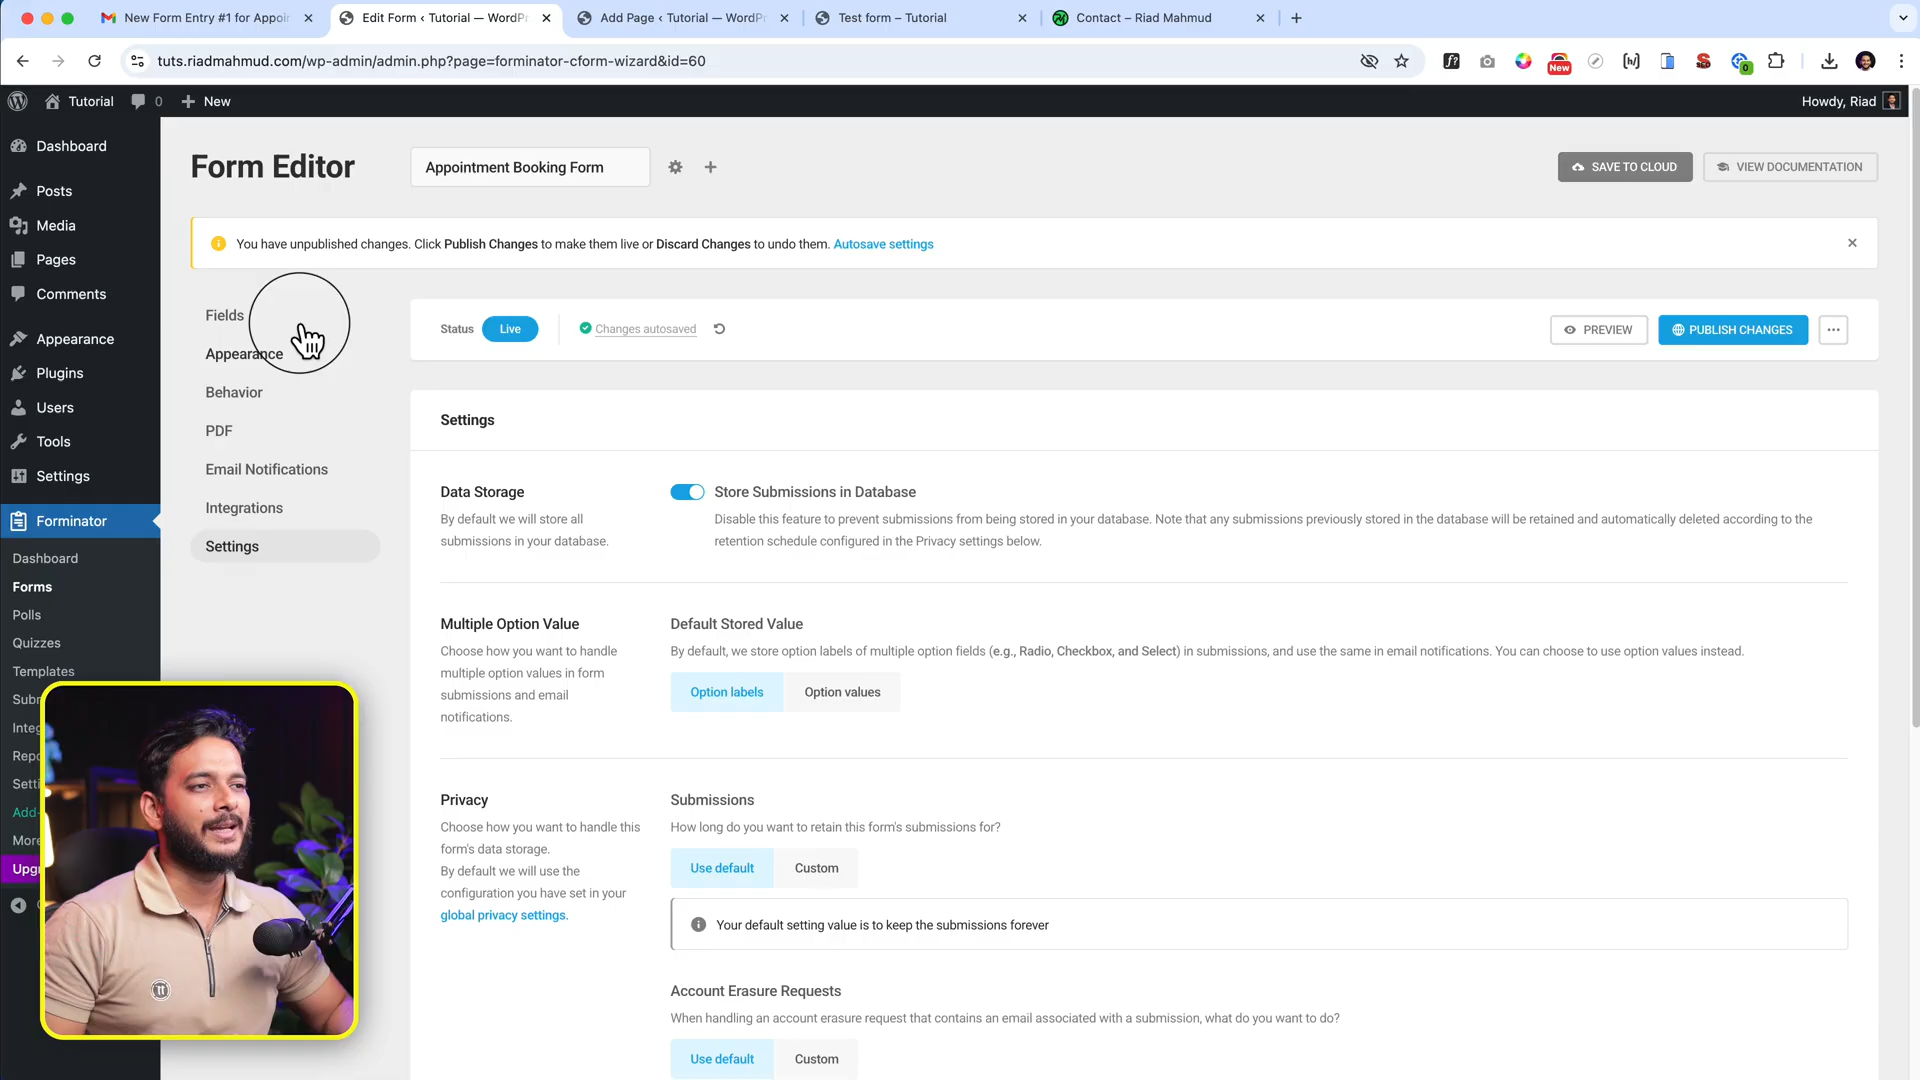 New Form Entry #1 for Appoi
Edit Form ‹ Tutorial — WordPr
Add Page ‹ Tutorial — WordPr
Test form – Tutorial
Contact – Riad Mahmud
tuts.riadmahmud.com/wp-admin/admin.php?page=forminator-cform-wizard&id=60
New
0
Tutorial
0
New
Howdy, Riad
Dashboard
Posts
Media
Pages
Comments
Appearance
Plugins
Users
Tools
Settings
Forminator
Dashboard
Forms
Polls
Quizzes
Templates
Subm
Integ
Repo
Setti
Add-
More
Upgr
Form Editor
Appointment Booking Form
SAVE TO CLOUD
VIEW DOCUMENTATION
You have unpublished changes. Click Publish Changes to make them live or Discard Changes to undo them. Autosave settings
Fields
Appearance
Behavior
PDF
Email Notifications
Integrations
Settings
Status
Live
Changes autosaved
PREVIEW
PUBLISH CHANGES
Settings
Data Storage
By default we will store all
submissions in your database.
Store Submissions in Database
Disable this feature to prevent submissions from being stored in your database. Note that any submissions previously stored in the database will be retained and automatically deleted according to the
retention schedule configured in the Privacy settings below.
Multiple Option Value
Choose how you want to handle
multiple option values in form
submissions and email
notifications.
Default Stored Value
By default, we store option labels of multiple option fields (e.g., Radio, Checkbox, and Select) in submissions, and use the same in email notifications. You can choose to use option values instead.
Option labels
Option values
Privacy
Choose how you want to handle this
form's data storage.
By default we will use the
configuration you have set in your
global privacy settings.
Submissions
How long do you want to retain this form's submissions for?
Use default
Custom
Your default setting value is to keep the submissions forever
Account Erasure Requests
When handling an account erasure request that contains an email associated with a submission, what do you want to do?
Use default
Custom